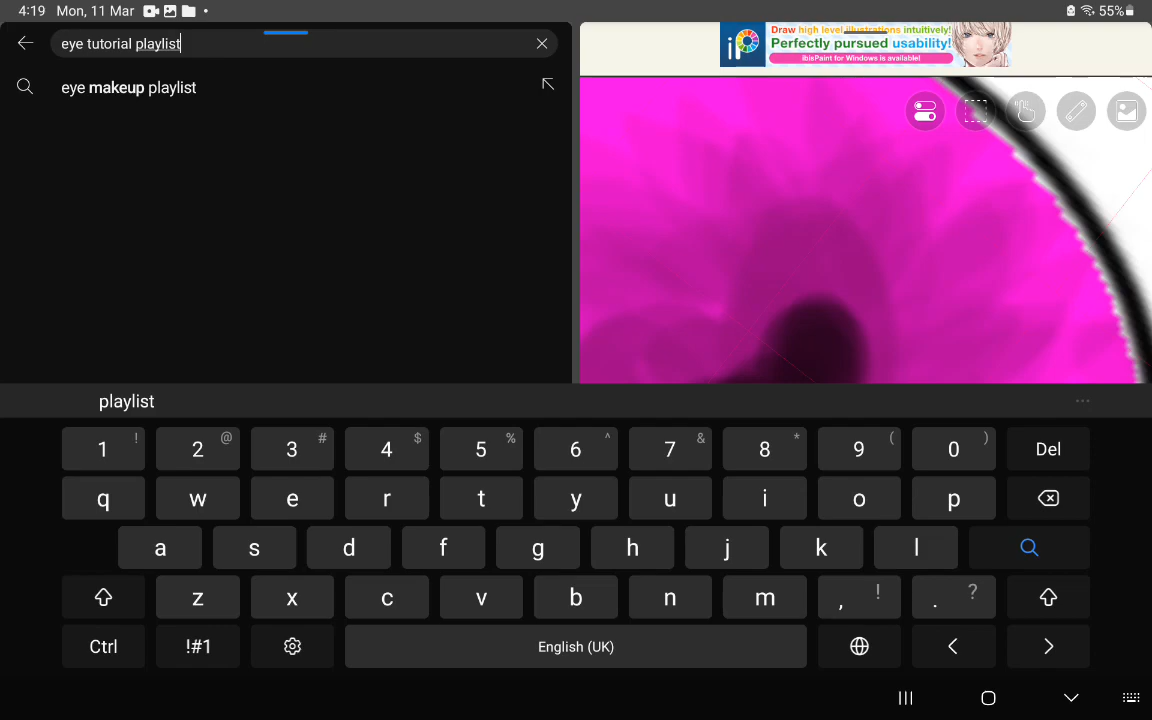 4:19 Mon, 11 Mar
55%
eye tutorial playlist
eye makeup playlist
iP
Draw high level illustrations intuitively!
Perfectly pursued usability!
ibisPaint for Windows is available!
playlist
1 ! 2 @ 3 # 4 $ 5 % 6 ^ 7 & 8 * 9 ( 0 ) Del
q w e r t y u i o p
a s d f g h j k l
z x c v b n m , ! . ?
Ctrl !#1 English (UK) < >